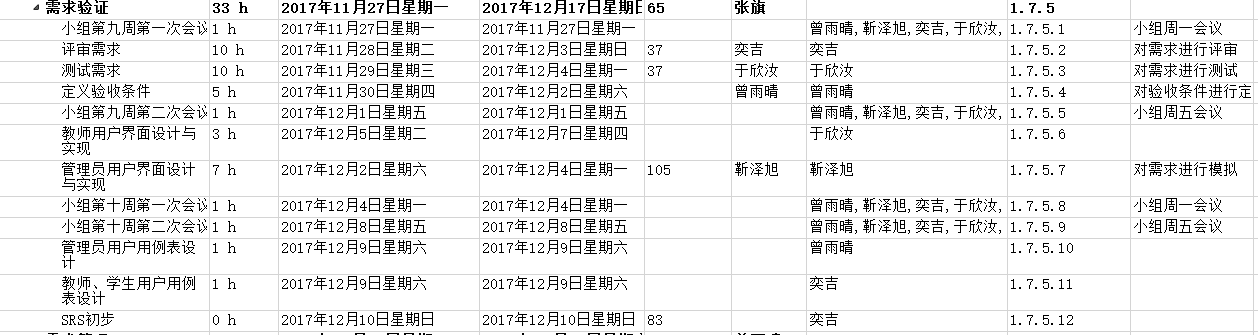 需求验证 33 h 2017年11月27日星期一 2017年12月17日星期 65 张旗 1.7.5
小组第九周第一次会议 1 h 2017年11月27日星期一 2017年11月27日星期一 曾雨晴,靳泽旭,奕吉,于欣汝, 1.7.5.1 小组周一会议
评审需求 10 h 2017年11月28日星期二 2017年12月3日星期日 37 奕吉 奕吉 1.7.5.2 对需求进行评审
测试需求 10 h 2017年11月29日星期三 2017年12月4日星期一 37 于欣汝 于欣汝 1.7.5.3 对需求进行测试
定义验收条件 5 h 2017年11月30日星期四 2017年12月2日星期六 曾雨晴 曾雨晴 1.7.5.4 对验收条件进行定
小组第九周第二次会议 1 h 2017年12月1日星期五 2017年12月1日星期五 曾雨晴,靳泽旭,奕吉,于欣汝, 1.7.5.5 小组周五会议
教师用户界面设计与 3 h 2017年12月5日星期二 2017年12月7日星期四 于欣汝 1.7.5.6
实现
管理员用户界面设计 7 h 2017年12月2日星期六 2017年12月4日星期一 105 靳泽旭 靳泽旭 1.7.5.7 对需求进行模拟
与实现
小组第十周第一次会议 1 h 2017年12月4日星期一 2017年12月4日星期一 曾雨晴,靳泽旭,奕吉,于欣汝, 1.7.5.8 小组周一会议
小组第十周第二次会议 1 h 2017年12月8日星期五 2017年12月8日星期五 曾雨晴,靳泽旭,奕吉,于欣汝, 1.7.5.9 小组周五会议
管理员用户用例表设 1 h 2017年12月9日星期六 2017年12月9日星期六 曾雨晴 1.7.5.10
计
教师、学生用户用例 1 h 2017年12月9日星期六 2017年12月9日星期六 奕吉 1.7.5.11
表设计
SRS初步 0 h 2017年12月10日星期日 2017年12月10日星期日 83 奕吉 1.7.5.12